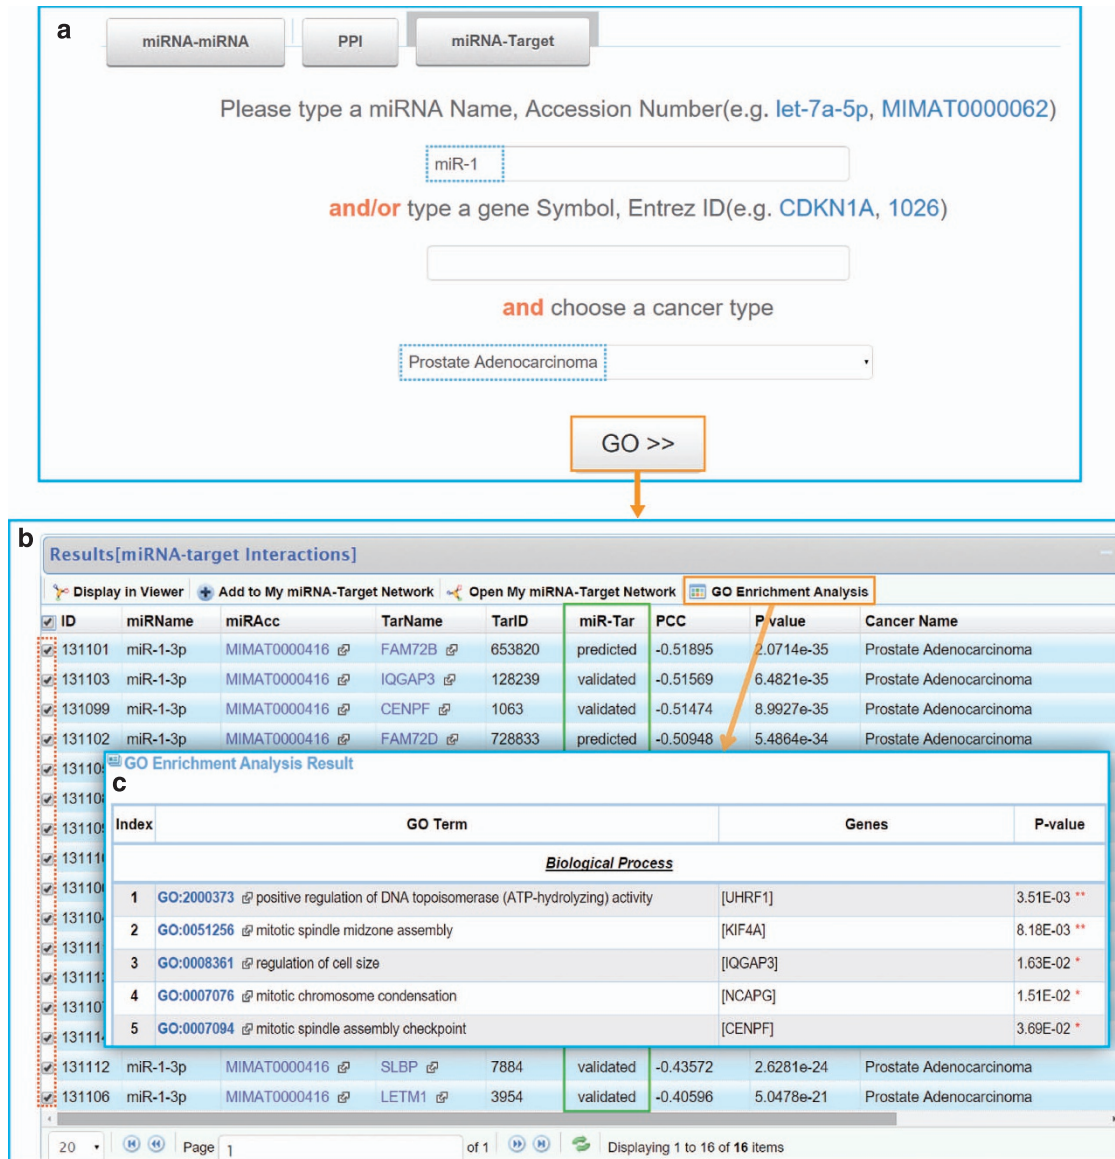 a
miRNA-miRNA PPI miRNA-Target
Please type a miRNA Name, Accession Number(e.g. let-7a-5p, MIMAT0000062)
miR-1
and/or type a gene Symbol, Entrez ID(e.g. CDKN1A, 1026)
and choose a cancer type
Prostate Adenocarcinoma
GO >>
b
Results[miRNA-target Interactions]
Display in Viewer Add to My miRNA-Target Network Open My miRNA-Target Network GO Enrichment Analysis
ID miRName miRAcc TarName TarID miR-Tar PCC P-value Cancer Name
131101 miR-1-3p MIMAT0000416 FAM72B 653820 predicted -0.51895 2.0714e-35 Prostate Adenocarcinoma
131103 miR-1-3p MIMAT0000416 IQGAP3 128239 validated -0.51569 6.4821e-35 Prostate Adenocarcinoma
131099 miR-1-3p MIMAT0000416 CENPF 1063 validated -0.51474 8.9927e-35 Prostate Adenocarcinoma
131102 miR-1-3p MIMAT0000416 FAM72D 728833 predicted -0.50948 5.4864e-34 Prostate Adenocarcinoma
GO Enrichment Analysis Result
c
Index GO Term Genes P-value
Biological Process
1 GO:2000373 positive regulation of DNA topoisomerase (ATP-hydrolyzing) activity [UHRF1] 3.51E-03 **
2 GO:0051256 mitotic spindle midzone assembly [KIF4A] 8.18E-03 **
3 GO:0008361 regulation of cell size [IQGAP3] 1.63E-02 *
4 GO:0007076 mitotic chromosome condensation [NCAPG] 1.51E-02 *
5 GO:0007094 mitotic spindle assembly checkpoint [CENPF] 3.69E-02 *
131112 miR-1-3p MIMAT0000416 SLBP 7884 validated -0.43572 2.6281e-24 Prostate Adenocarcinoma
131106 miR-1-3p MIMAT0000416 LETM1 3954 validated -0.40596 5.0478e-21 Prostate Adenocarcinoma
20 Page 1 of 1 Displaying 1 to 16 of 16 items